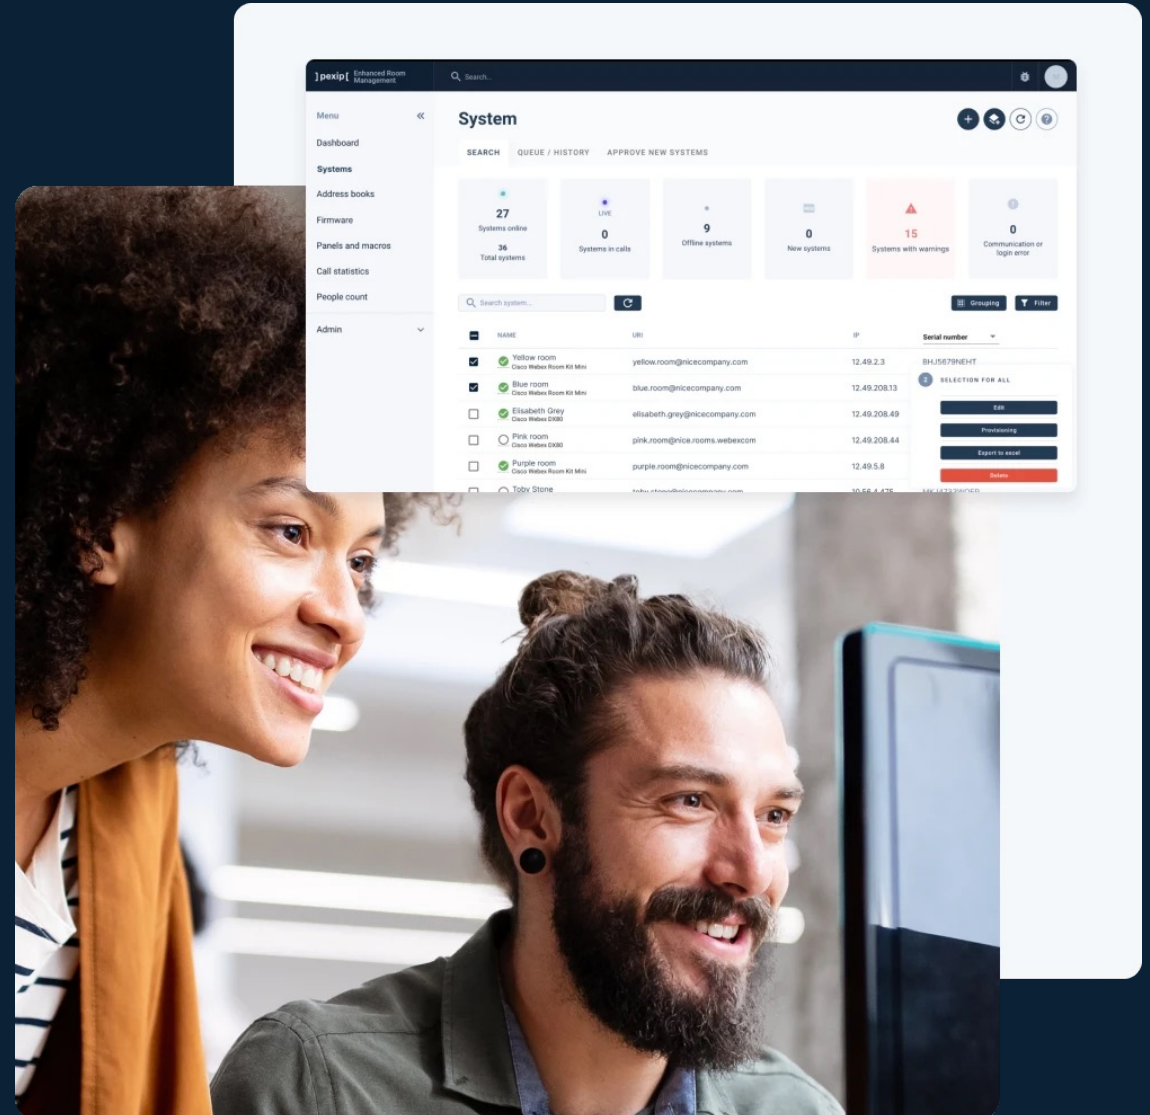 ]pexip[ Enhanced Room Management
Search...
Menu
Dashboard
Systems
Address books
Firmware
Panels and macros
Call statistics
People count
Admin
System
SEARCH QUEUE / HISTORY APPROVE NEW SYSTEMS
27
Systems online
36
Total systems
LIVE
0
Systems in calls
9
Offline systems
0
New systems
15
Systems with warnings
0
Communication or
login error
Search system...
Grouping Filter
NAME URI IP Serial number
Yellow room
Cisco Webex Room Kit Mini
yellow.room@nicecompany.com 12.49.2.3 BHJ5679NEHT
Blue room
Cisco Webex Room Kit Mini
blue.room@nicecompany.com 12.49.208.13
Elisabeth Grey
Cisco Webex DX80
elisabeth.grey@nicecompany.com 12.49.208.49
Pink room
Cisco Webex DX80
pink.room@nice.rooms.webexcom 12.49.208.44
Purple room
Cisco Webex Room Kit Mini
purple.room@nicecompany.com 12.49.5.8
Toby Stone
2 SELECTION FOR ALL
Edit
Provisioning
Export to excel
Delete